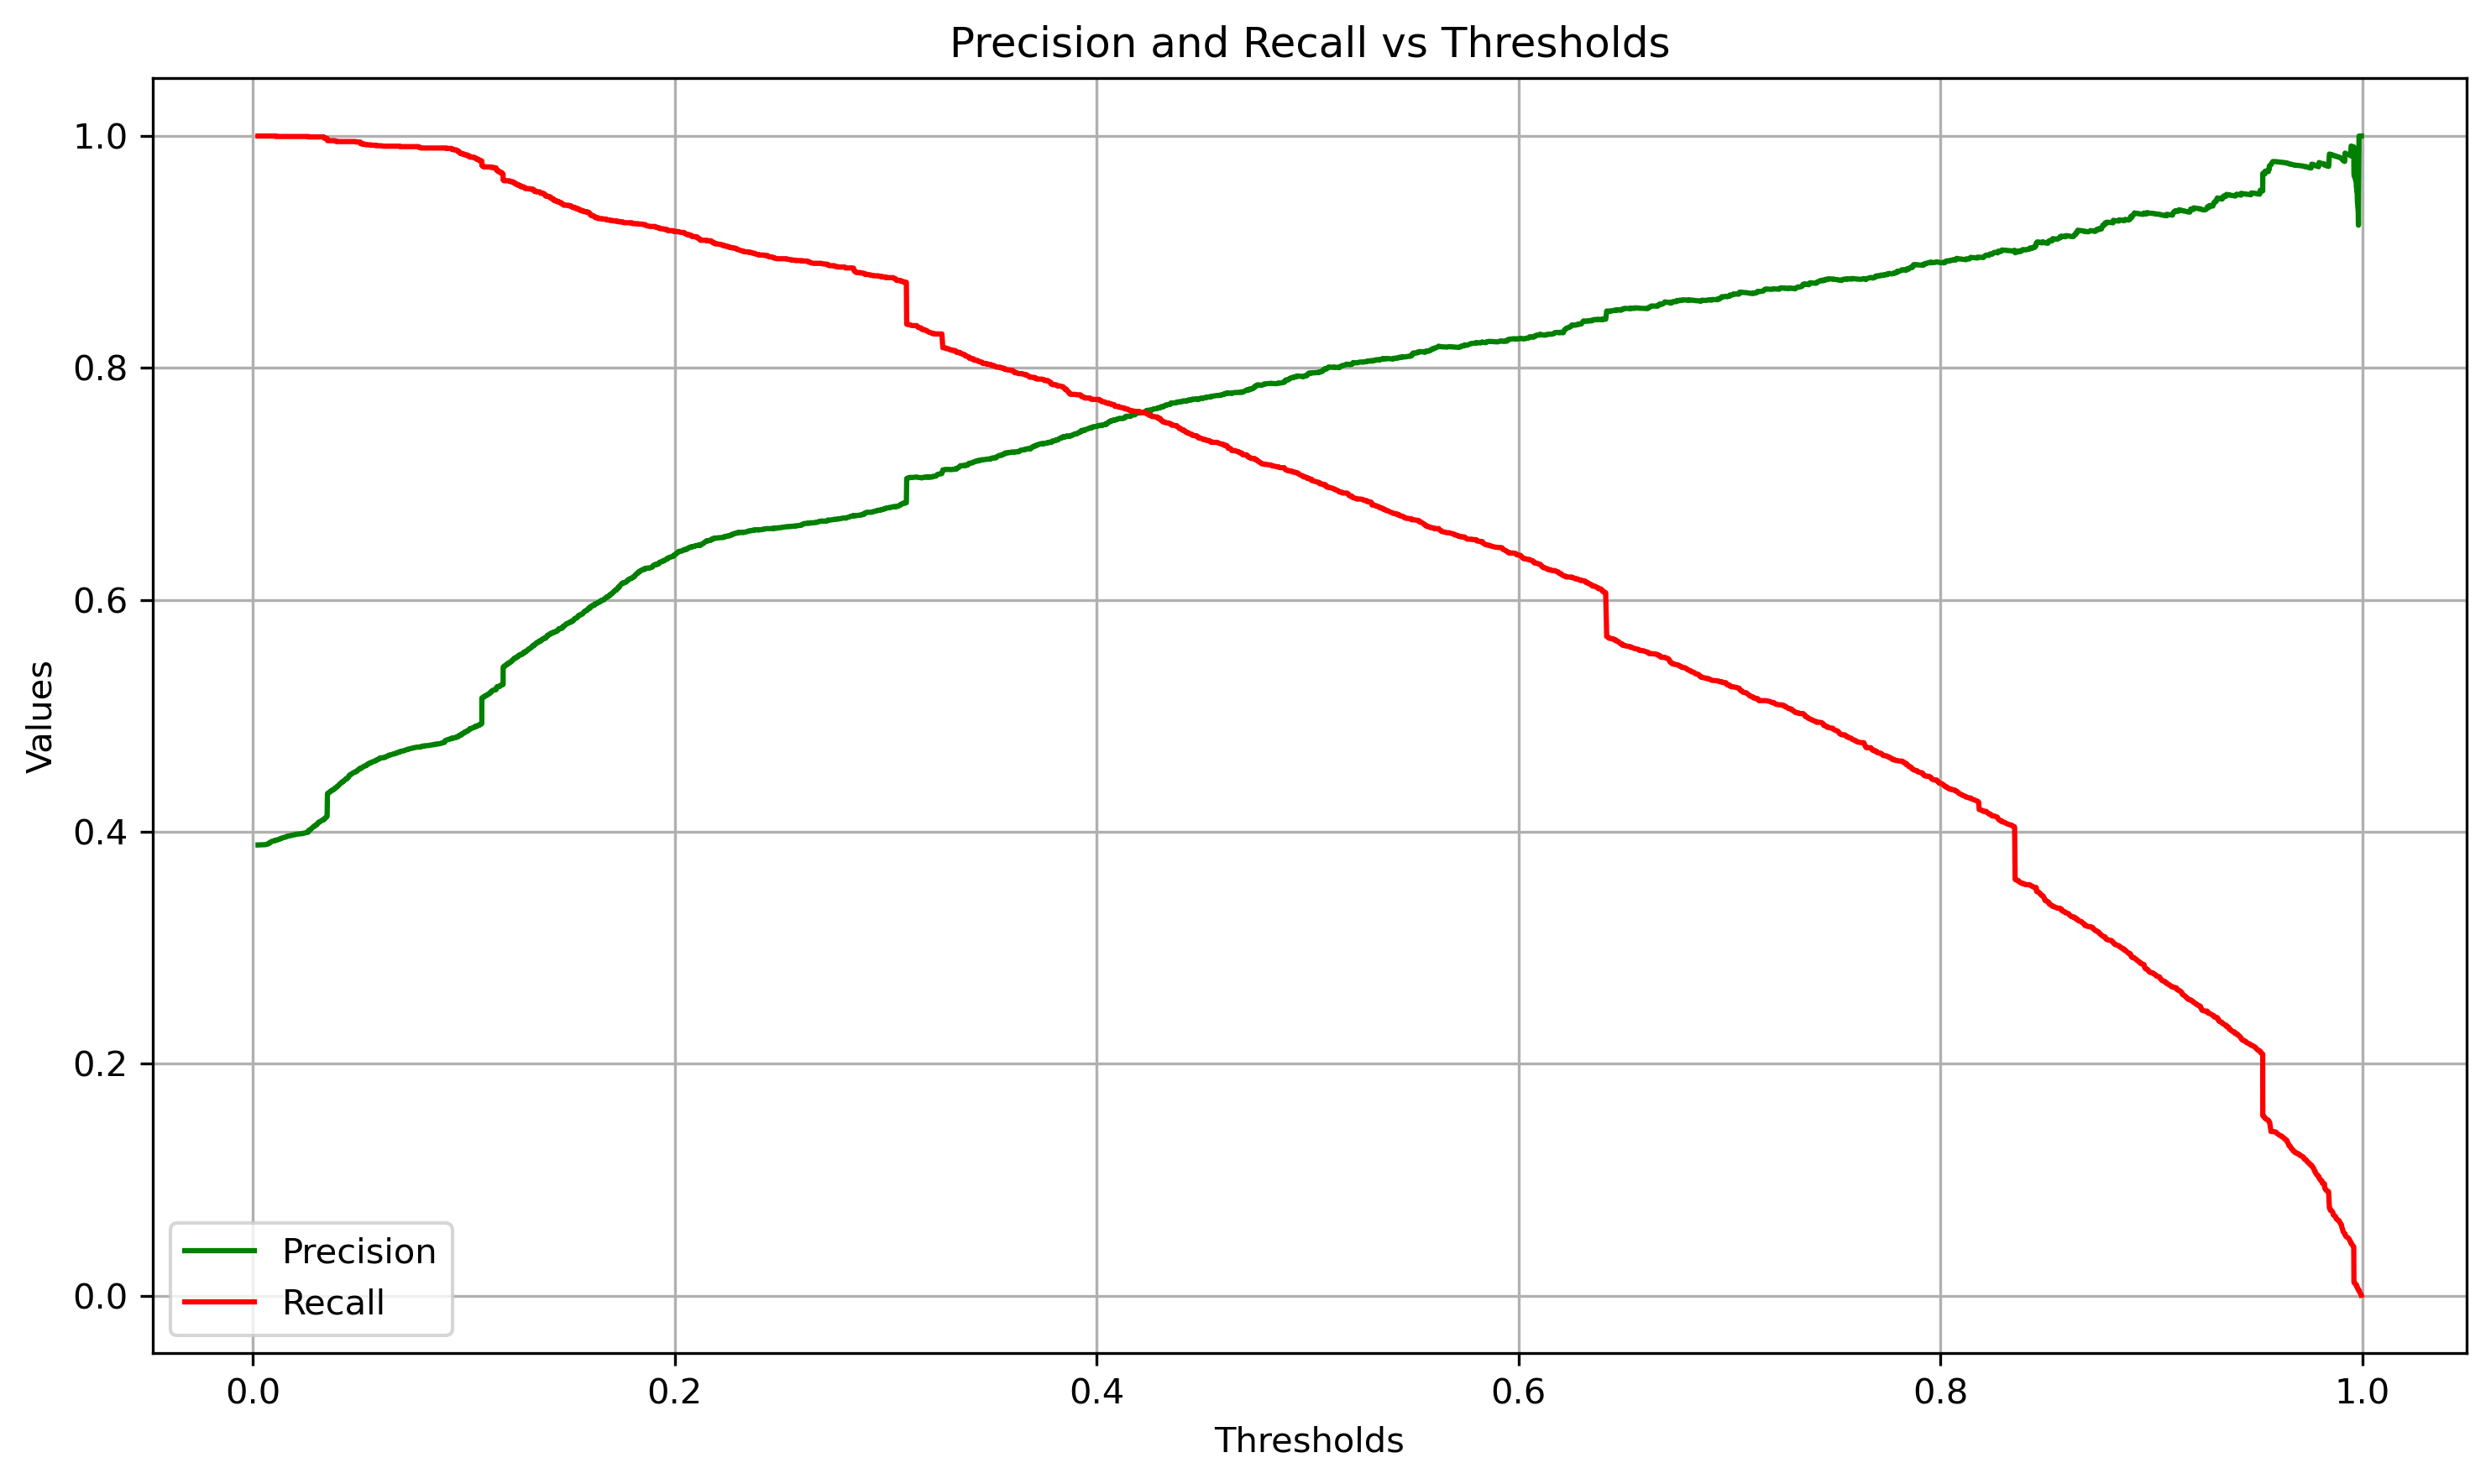 Precision and Recall vs Thresholds
1.0
0.8
0.6
0.4
0.2
0.0
Values
Precision
Recall
0.0 0.2 0.4 0.6 0.8 1.0
Thresholds